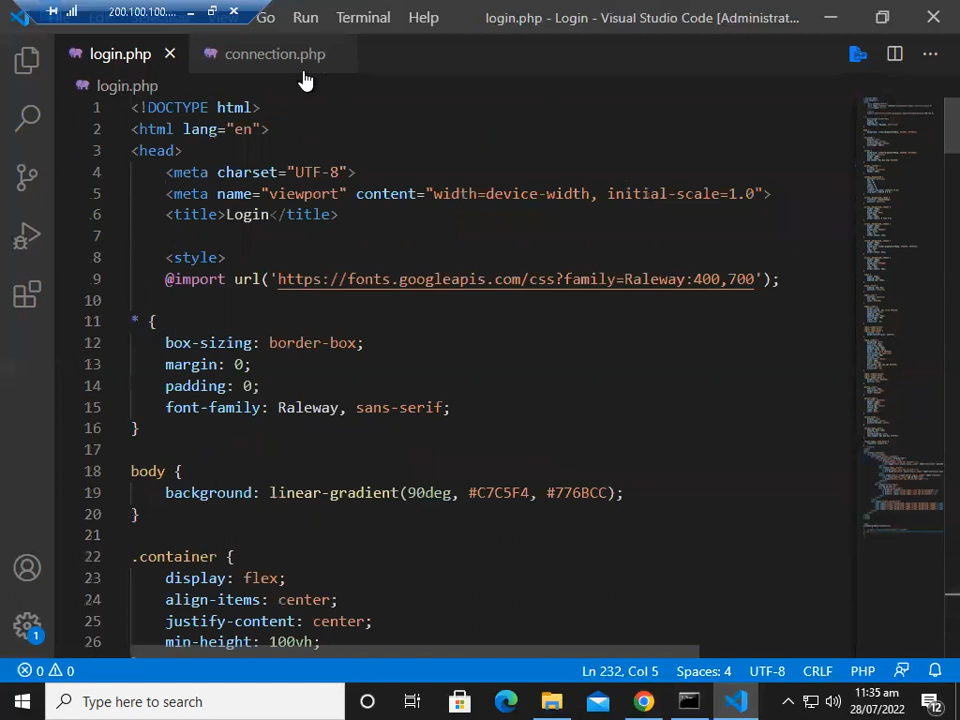 200.100.100....
Go Run Terminal Help login.php - Login - Visual Studio Code [Administrat...
login.php connection.php
login.php
1 <!DOCTYPE html>
2 <html lang="en">
3 <head>
4 <meta charset="UTF-8">
5 <meta name="viewport" content="width=device-width, initial-scale=1.0">
6 <title>Login</title>
7
8 <style>
9 @import url('https://fonts.googleapis.com/css?family=Raleway:400,700');
10
11 * {
12 box-sizing: border-box;
13 margin: 0;
14 padding: 0;
15 font-family: Raleway, sans-serif;
16 }
17
18 body {
19 background: linear-gradient(90deg, #C7C5F4, #776BCC);
20 }
21
22 .container {
23 display: flex;
24 align-items: center;
25 justify-content: center;
26 min-height: 100vh;
1
0 0 Ln 232, Col 5 Spaces: 4 UTF-8 CRLF PHP
Type here to search
11:35 am
28/07/2022
12